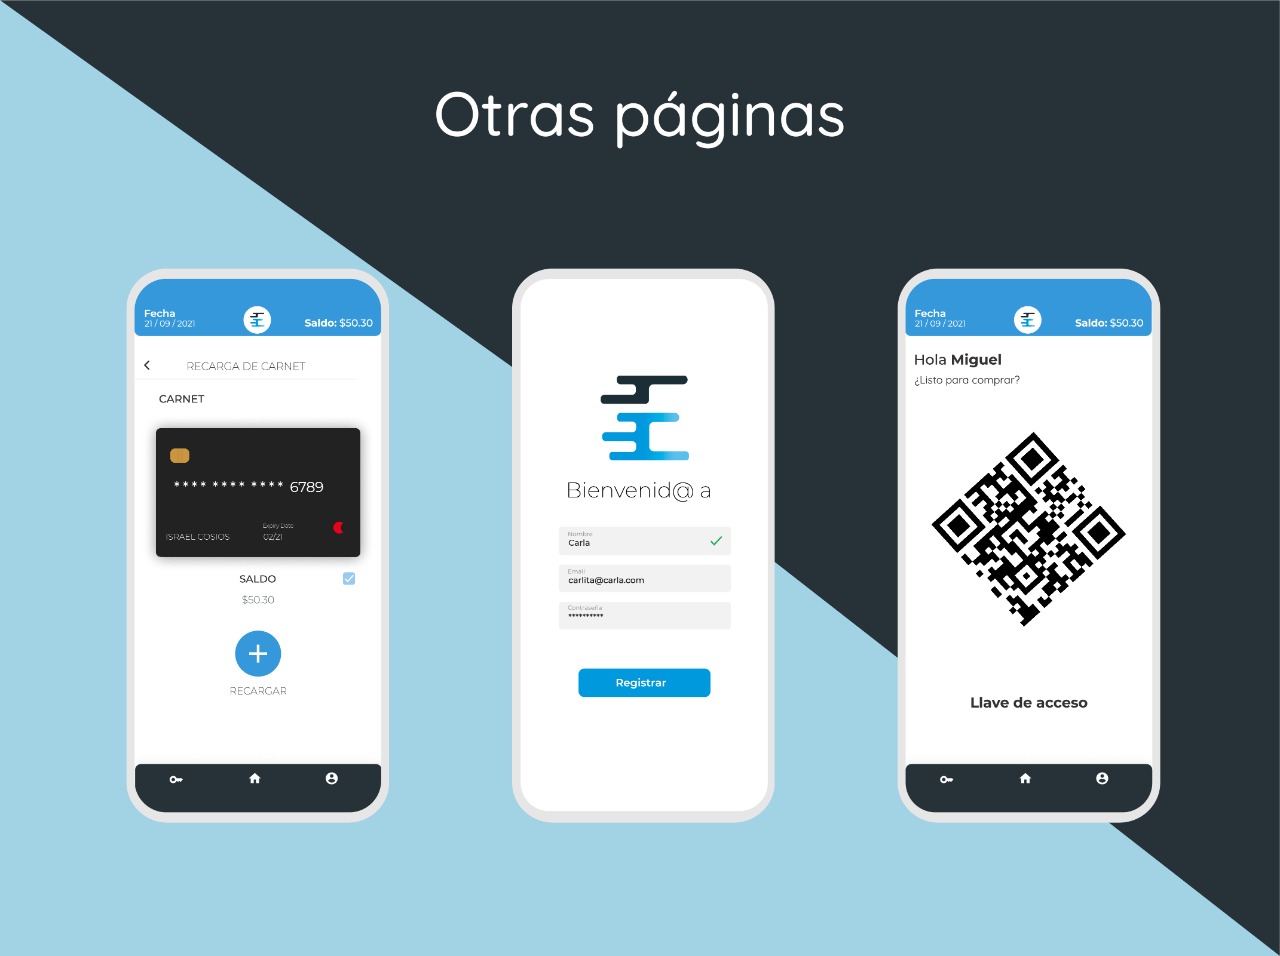 Otras páginas
Fecha
21 / 09 / 2021
Saldo: $50.30
RECARGA DE CARNET
CARNET
**** **** **** 6789
Expiry Date
ISRAEL COSIOS
02/21
SALDO
$50.30
RECARGAR
Bienvenid@ a
Nombre
Carla
Email
carlita@carla.com
Contraseña
**********
Registrar
Fecha
21 / 09 / 2021
Saldo: $50.30
Hola Miguel
¿Listo para comprar?
Llave de acceso